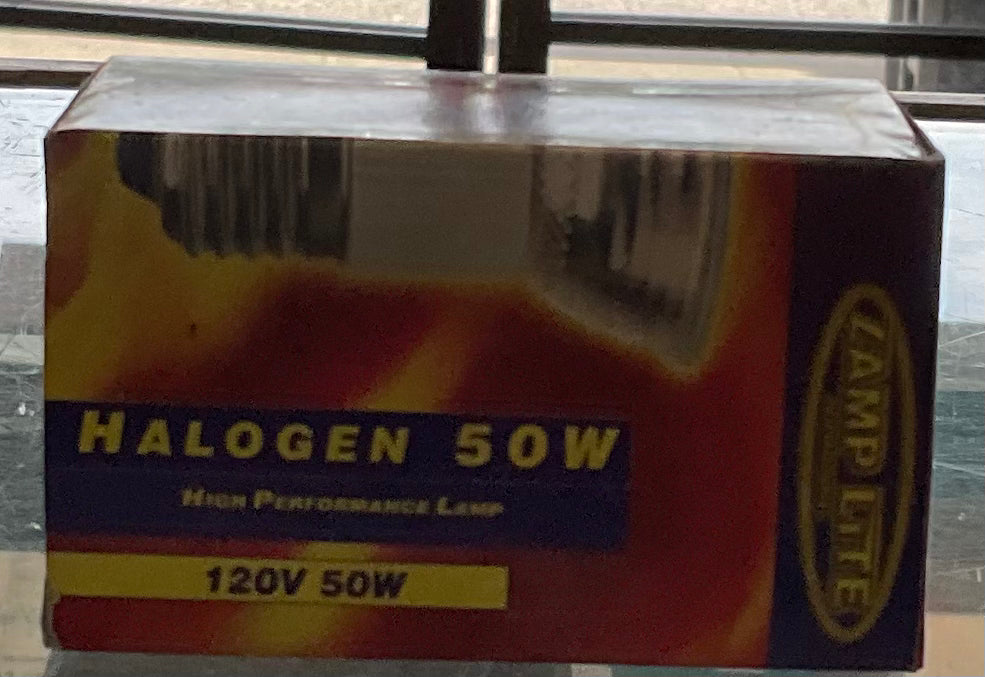 HALOGEN 50W
HIGH PERFORMANCE LAMP
120V 50W
LAMP LITE